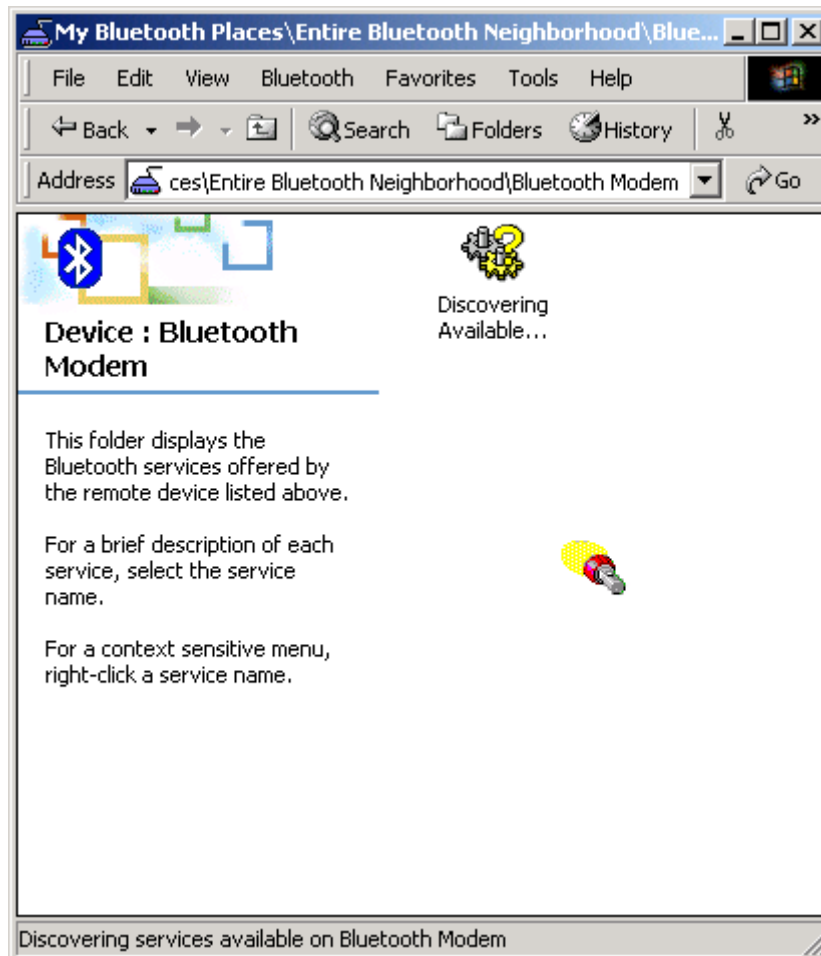 My Bluetooth Places\Entire Bluetooth Neighborhood\Blue...
File Edit View Bluetooth Favorites Tools Help
Back Search Folders History »
Address ces\Entire Bluetooth Neighborhood\Bluetooth Modem Go
Device : Bluetooth
Modem
This folder displays the
Bluetooth services offered by
the remote device listed above.
For a brief description of each
service, select the service
name.
For a context sensitive menu,
right-click a service name.
Discovering
Available...
Discovering services available on Bluetooth Modem